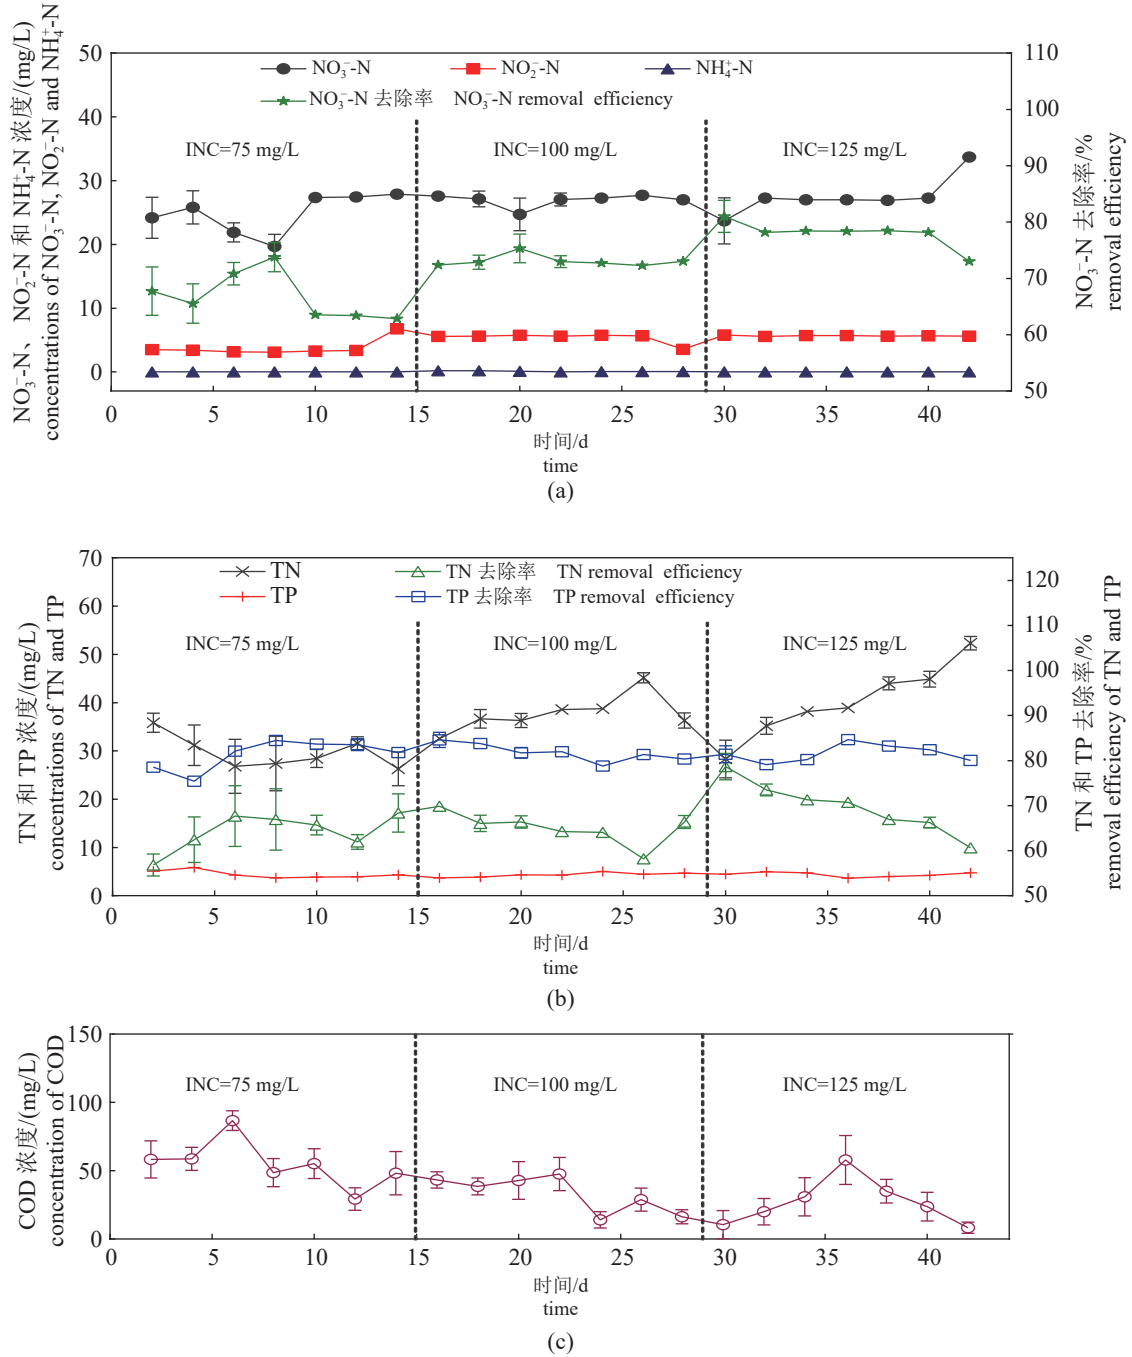 NO₃⁻-N、NO₂⁻-N 和 NH₄⁺-N 浓度/(mg/L)
concentrations of NO₃⁻-N, NO₂⁻-N and NH₄⁺-N
50
40
30
20
10
0
NO₃⁻-N
NO₂⁻-N
NH₄⁺-N
NO₃⁻-N 去除率 NO₃⁻-N removal efficiency
INC=75 mg/L
INC=100 mg/L
INC=125 mg/L
110
100
90
80
70
60
50
NO₃⁻-N 去除率/%
removal efficiency
0 5 10 15 20 25 30 35 40
时间/d
time
(a)
TN 和 TP 浓度/(mg/L)
concentrations of TN and TP
70
60
50
40
30
20
10
0
TN
TN 去除率 TN removal efficiency
TP
TP 去除率 TP removal efficiency
INC=75 mg/L
INC=100 mg/L
INC=125 mg/L
120
110
100
90
80
70
60
50
TN 和 TP 去除率/%
removal efficiency of TN and TP
0 5 10 15 20 25 30 35 40
时间/d
time
(b)
COD 浓度/(mg/L)
concentration of COD
150
100
50
0
INC=75 mg/L
INC=100 mg/L
INC=125 mg/L
0 5 10 15 20 25 30 35 40
时间/d
time
(c)